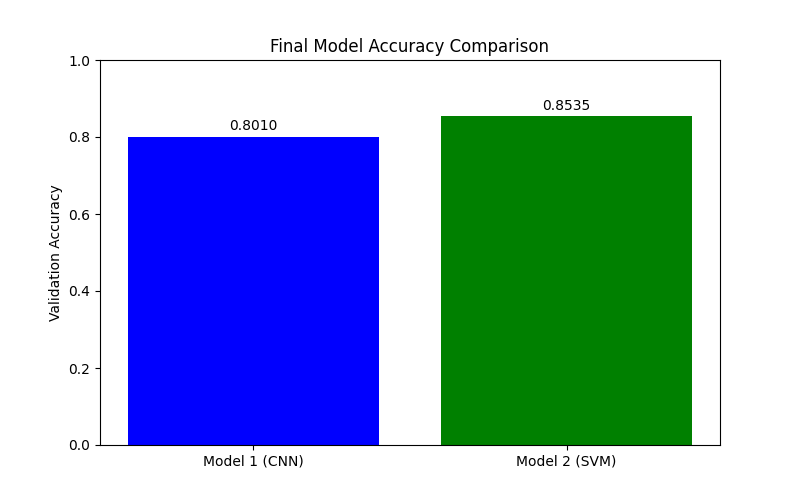 Final Model Accuracy Comparison
1.0
0.8
0.6
0.4
0.2
0.0
Validation Accuracy
0.8010
0.8535
Model 1 (CNN)
Model 2 (SVM)